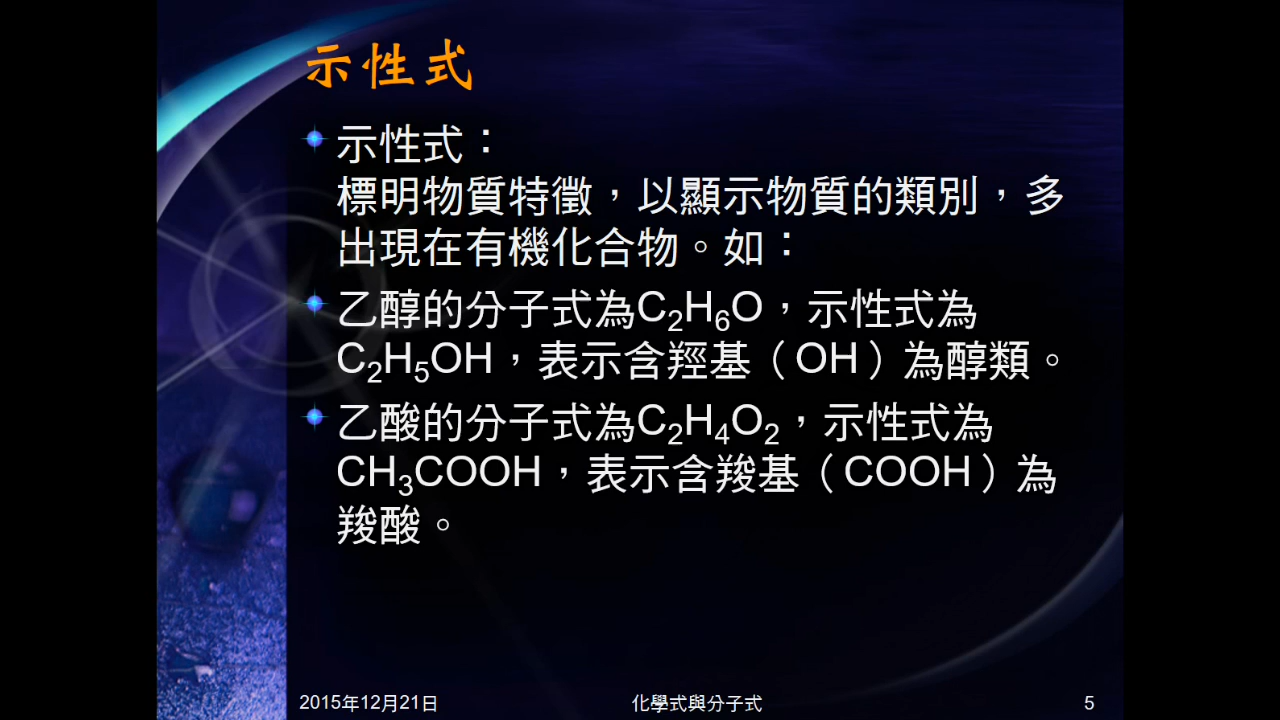 示性式
示性式：
標明物質特徵，以顯示物質的類別，多
出現在有機化合物。如：
乙醇的分子式為C₂H₆O，示性式為
C₂H₅OH，表示含羥基（OH）為醇類。
乙酸的分子式為C₂H₄O₂，示性式為
CH₃COOH，表示含羧基（COOH）為
羧酸。
2015年12月21日
化學式與分子式
5